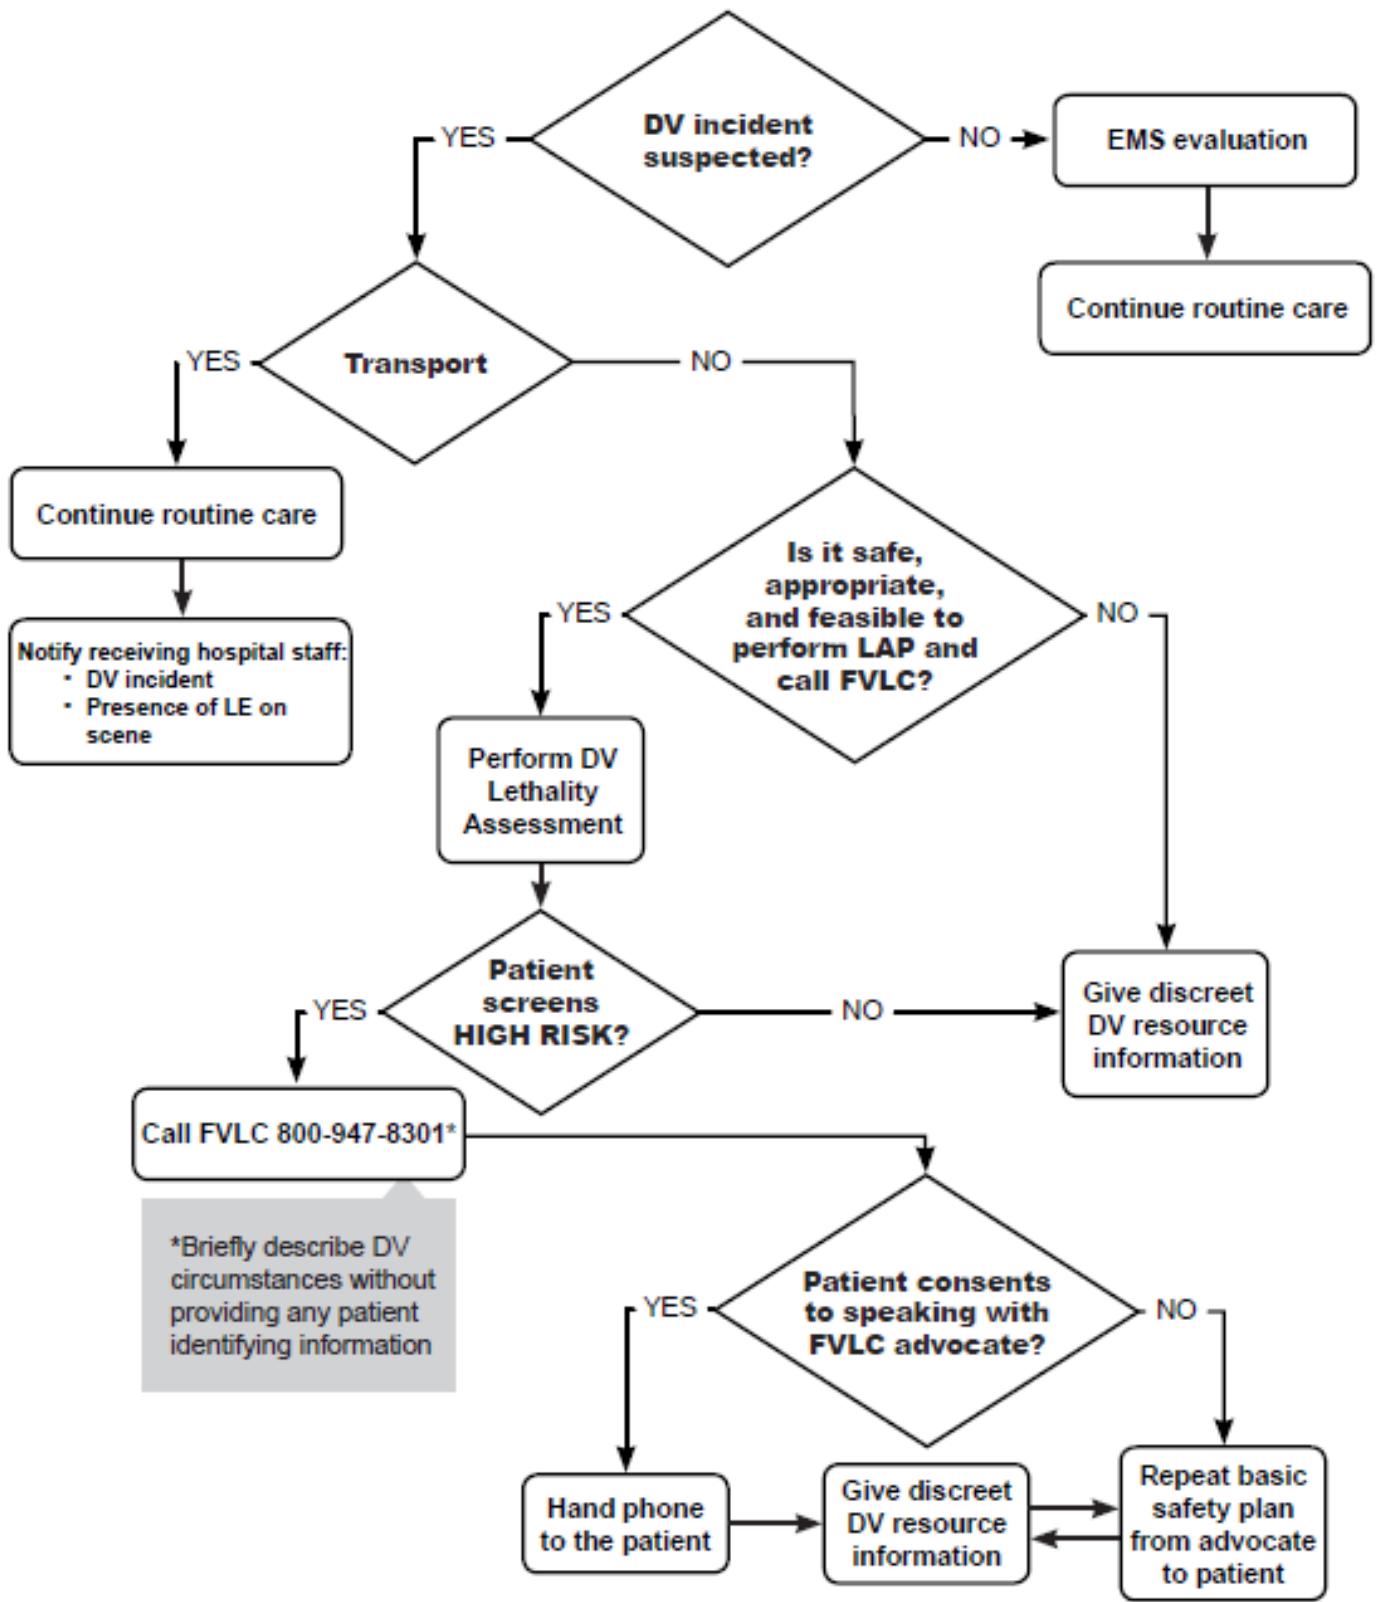 DV incident
suspected?
YES
NO
EMS evaluation
Continue routine care
Transport
YES
NO
Continue routine care
Notify receiving hospital staff:
· DV incident
· Presence of LE on
scene
Is it safe,
appropriate,
and feasible to
perform LAP and
call FVLC?
YES
NO
Perform DV
Lethality
Assessment
Patient
screens
HIGH RISK?
YES
NO
Give discreet
DV resource
information
Call FVLC 800-947-8301*
*Briefly describe DV
circumstances without
providing any patient
identifying information
Patient consents
to speaking with
FVLC advocate?
YES
NO
Hand phone
to the patient
Give discreet
DV resource
information
Repeat basic
safety plan
from advocate
to patient